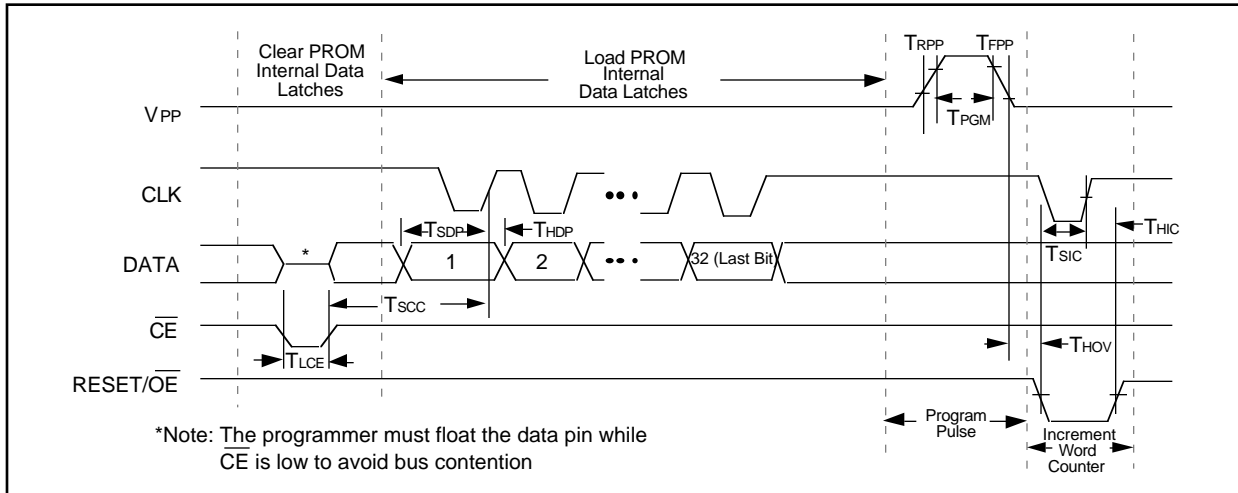 Clear PROM
Internal Data
Latches
Load PROM
Internal
Data Latches
TRPP
TFPP
TPGM
VPP
CLK
TSDP
THDP
THIC
TSIC
DATA
*
1
2
32 (Last Bit
TSCC
CE
TLCE
THOV
RESET/OE
*Note: The programmer must float the data pin while
CE is low to avoid bus contention
Program
Pulse
Increment
Word
Counter